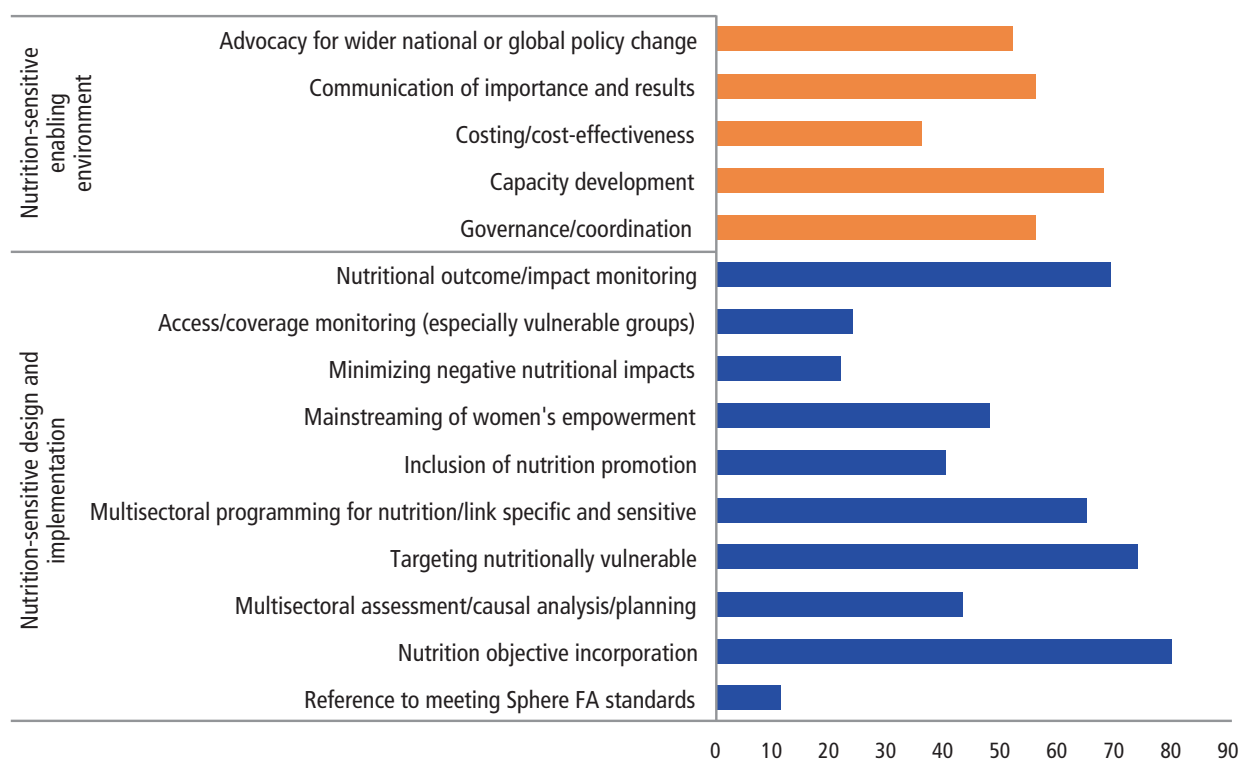 Nutrition-sensitive
enabling
environment
Advocacy for wider national or global policy change
Communication of importance and results
Costing/cost-effectiveness
Capacity development
Governance/coordination
Nutrition-sensitive design and
implementation
Nutritional outcome/impact monitoring
Access/coverage monitoring (especially vulnerable groups)
Minimizing negative nutritional impacts
Mainstreaming of women's empowerment
Inclusion of nutrition promotion
Multisectoral programming for nutrition/link specific and sensitive
Targeting nutritionally vulnerable
Multisectoral assessment/causal analysis/planning
Nutrition objective incorporation
Reference to meeting Sphere FA standards
0 10 20 30 40 50 60 70 80 90